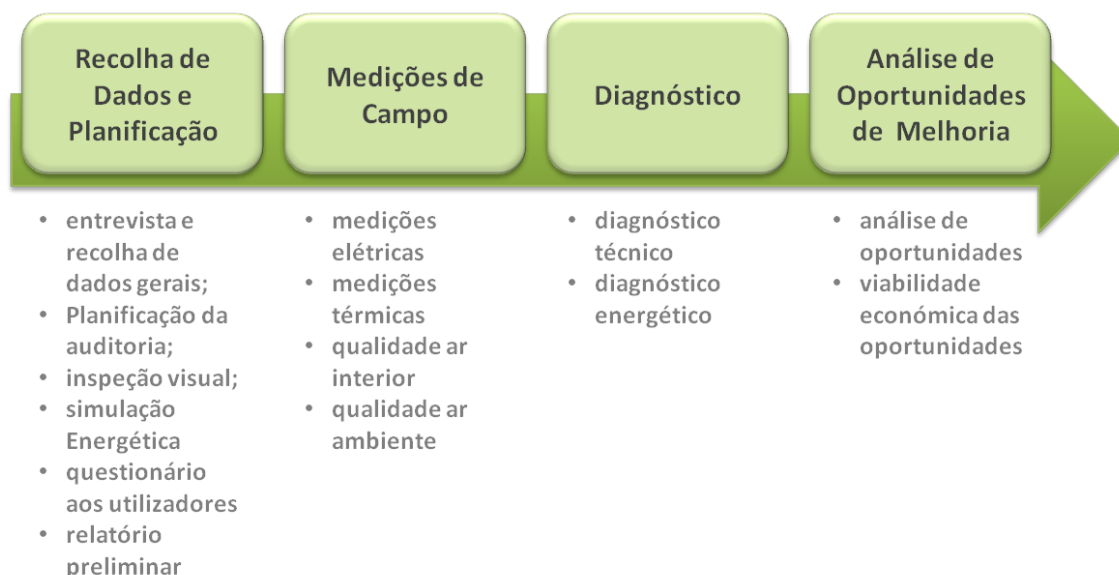 Recolha de
Dados e
Planificação
Medições de
Campo
Diagnóstico
Análise de
Oportunidades
de Melhoria
• entrevista e
recolha de
dados gerais;
• Planificação da
auditoria;
• inspeção visual;
• simulação
Energética
• questionário
aos utilizadores
• relatório
preliminar
• medições
elétricas
• medições
térmicas
• qualidade ar
interior
• qualidade ar
ambiente
• diagnóstico
técnico
• diagnóstico
energético
• análise de
oportunidades
• viabilidade
económica das
oportunidades